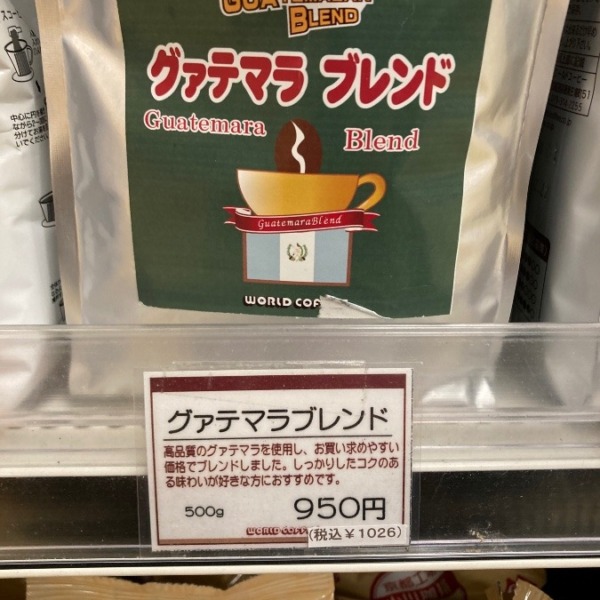 GUATEMALAN
BLEND
グァテマラ ブレンド
Guatemara
Blend
GuatemaraBlend
WORLD COF
グァテマラブレンド
高品質のグァテマラを使用し、お買い求めやすい
価格でブレンドしました。しっかりしたコクのあ
る味わいが好きな方におすすめです。
500g
950円
WORLD COFF
(税込￥1026)